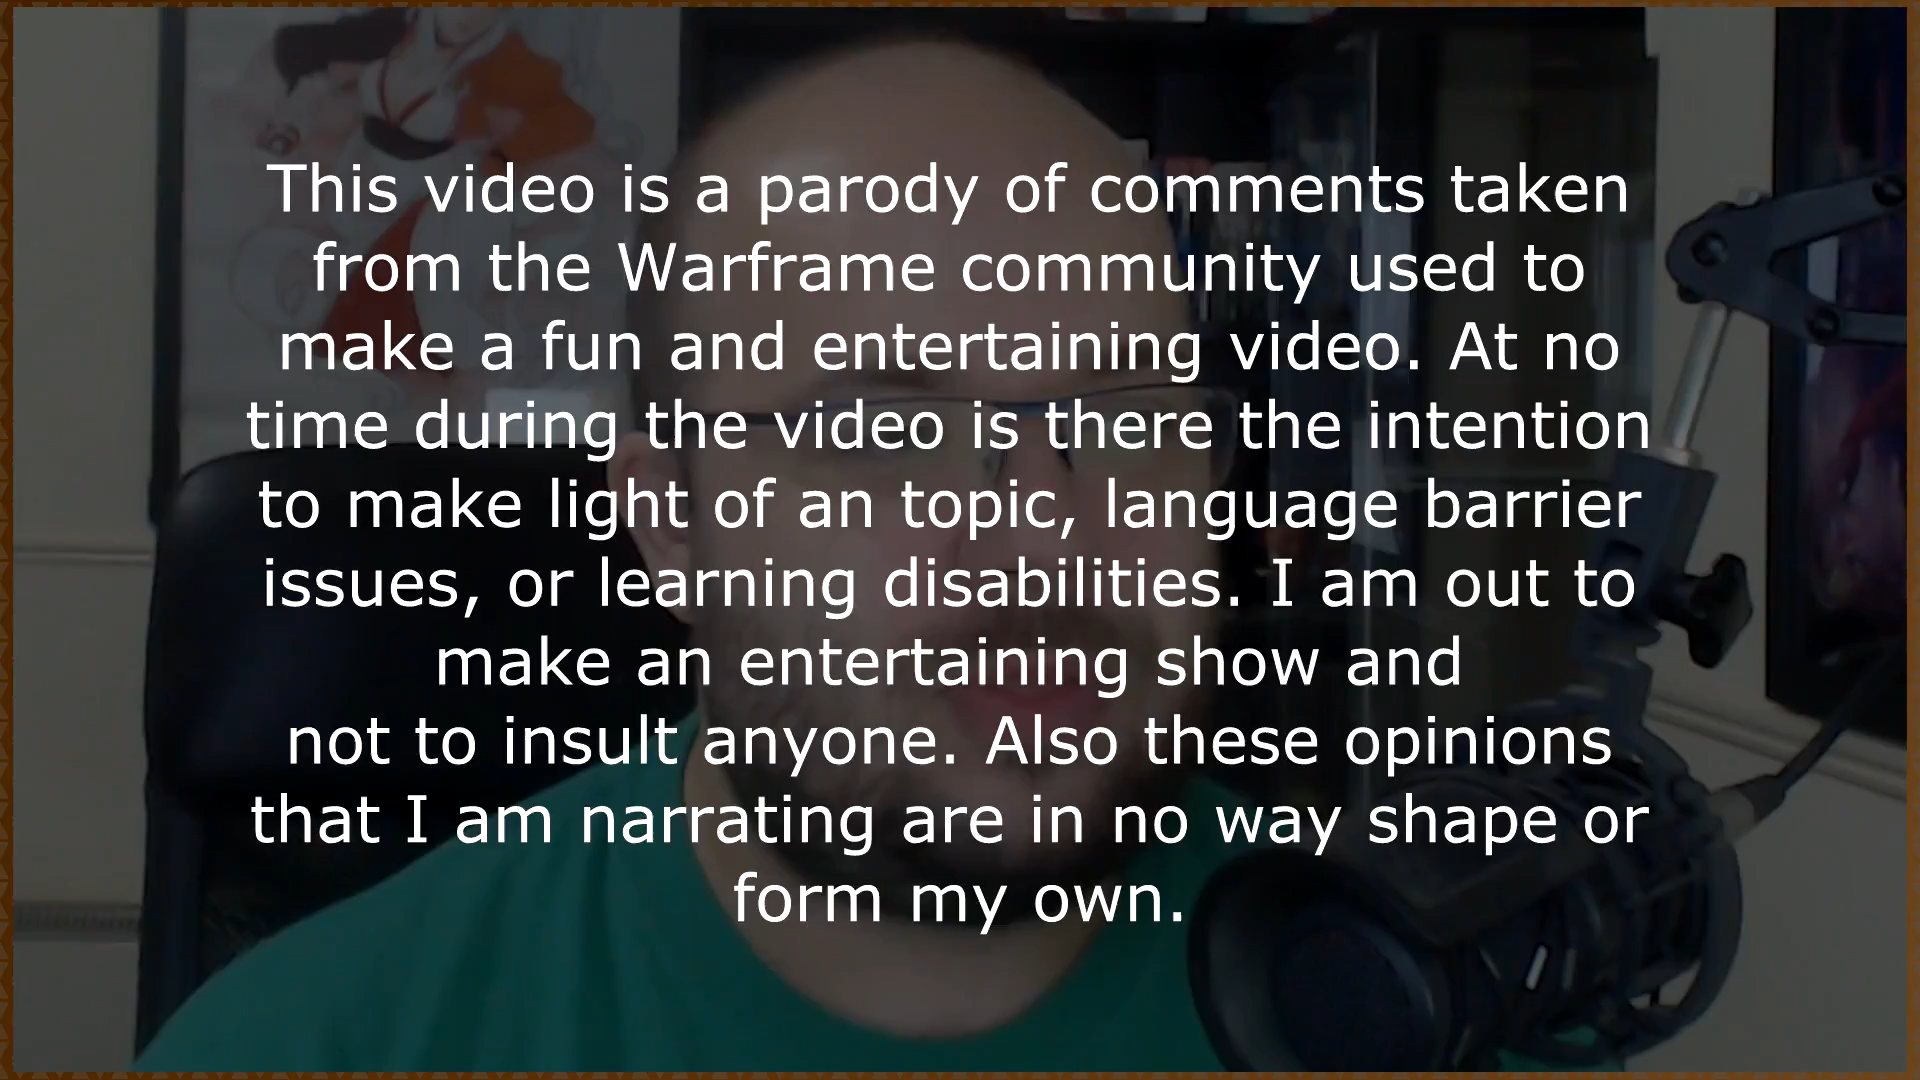 This video is a parody of comments taken
from the Warframe community used to
make a fun and entertaining video. At no
time during the video is there the intention
to make light of an topic, language barrier
issues, or learning disabilities. I am out to
make an entertaining show and
not to insult anyone. Also these opinions
that I am narrating are in no way shape or
form my own.